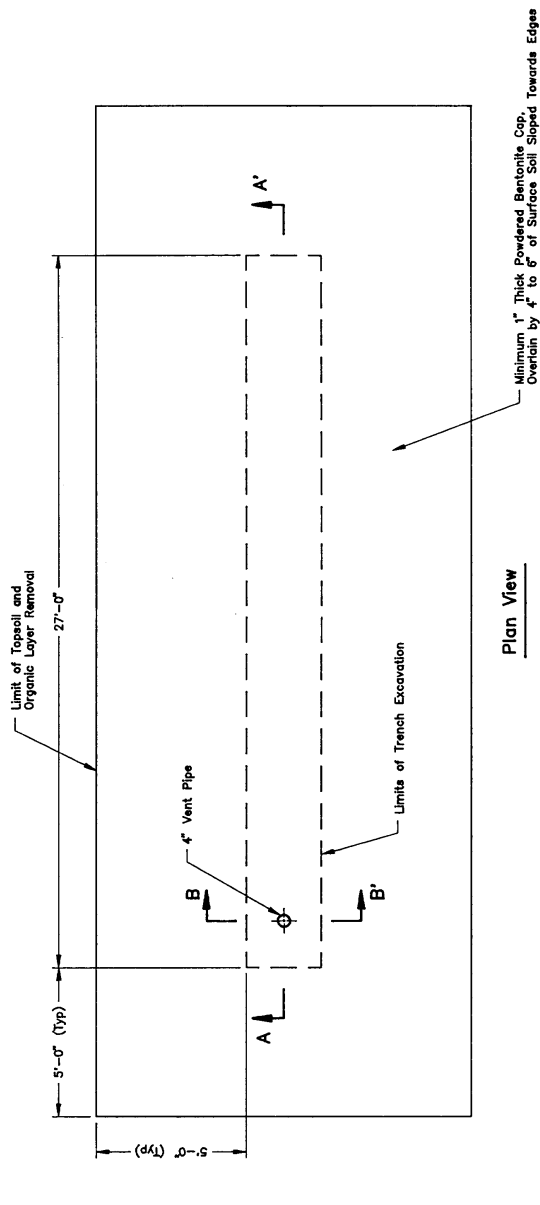 Limit of Topsoil and
Organic Layer Removal
27'-0"
5'-0" (Typ)
5'-0" (Typ)
4" Vent Pipe
B
B'
A
A'
Limits of Trench Excavation
Minimum 1" Thick Powdered Bentonite Cap,
Overlain by 4" to 6" of Surface Soil Sloped Towards Edges
Plan View